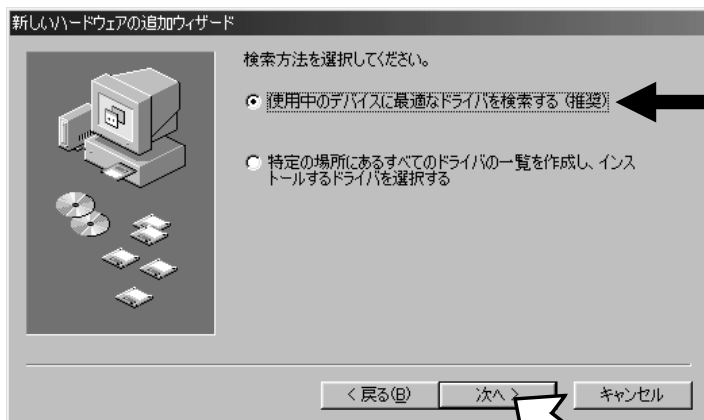 新しいハードウェアの追加ウィザード
検索方法を選択してください。
使用中のデバイスに最適なドライバを検索する (推奨)
特定の場所にあるすべてのドライバの一覧を作成し、インス
トールするドライバを選択する
< 戻る(B)
次へ >
キャンセル